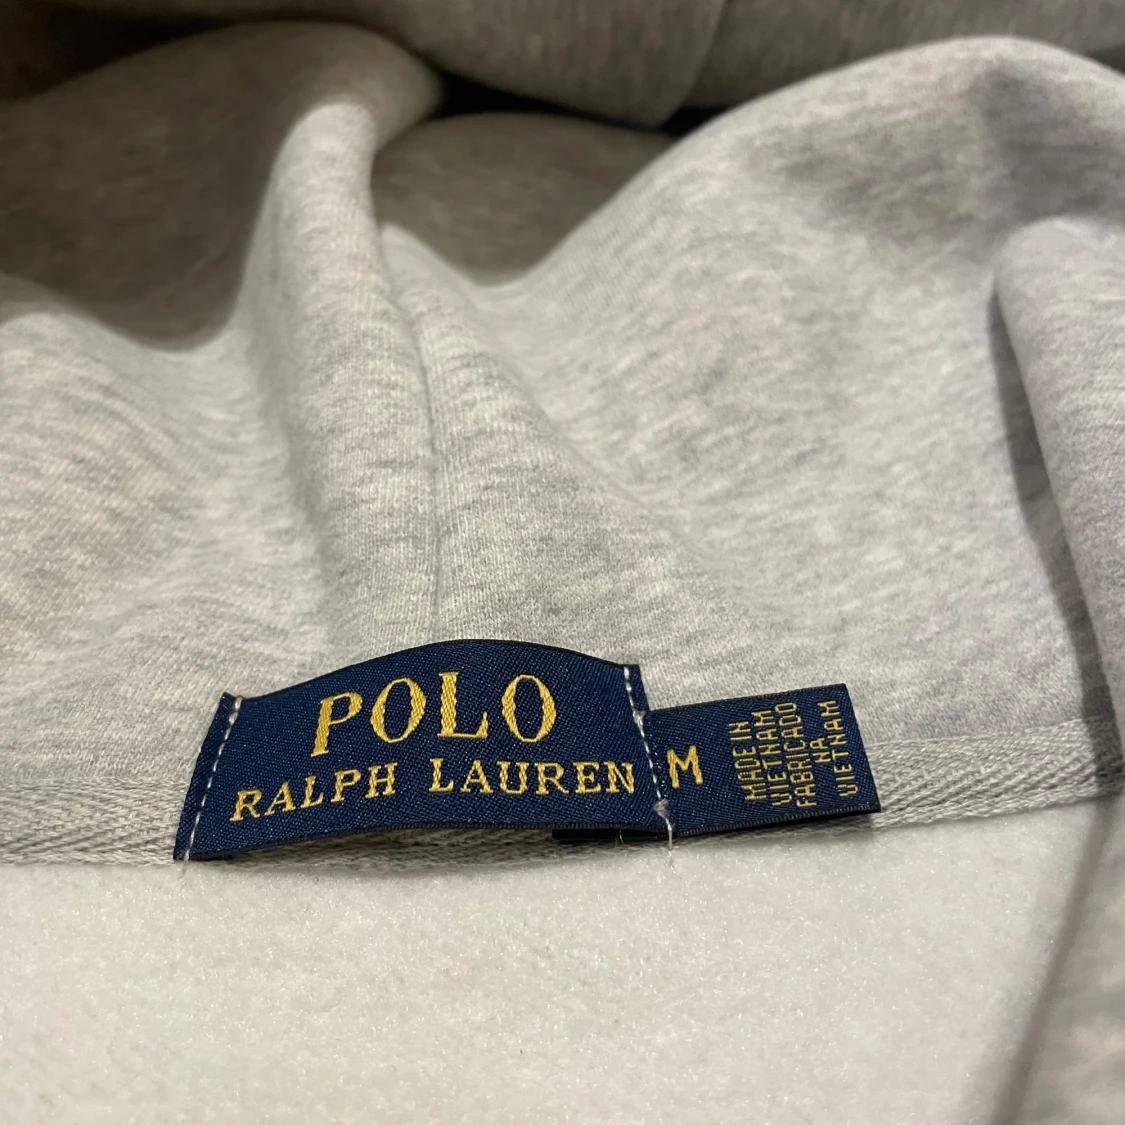 POLO
RALPH LAUREN
M
MADE IN
VIETNAM
FABRICADO
NA
VIETNAM